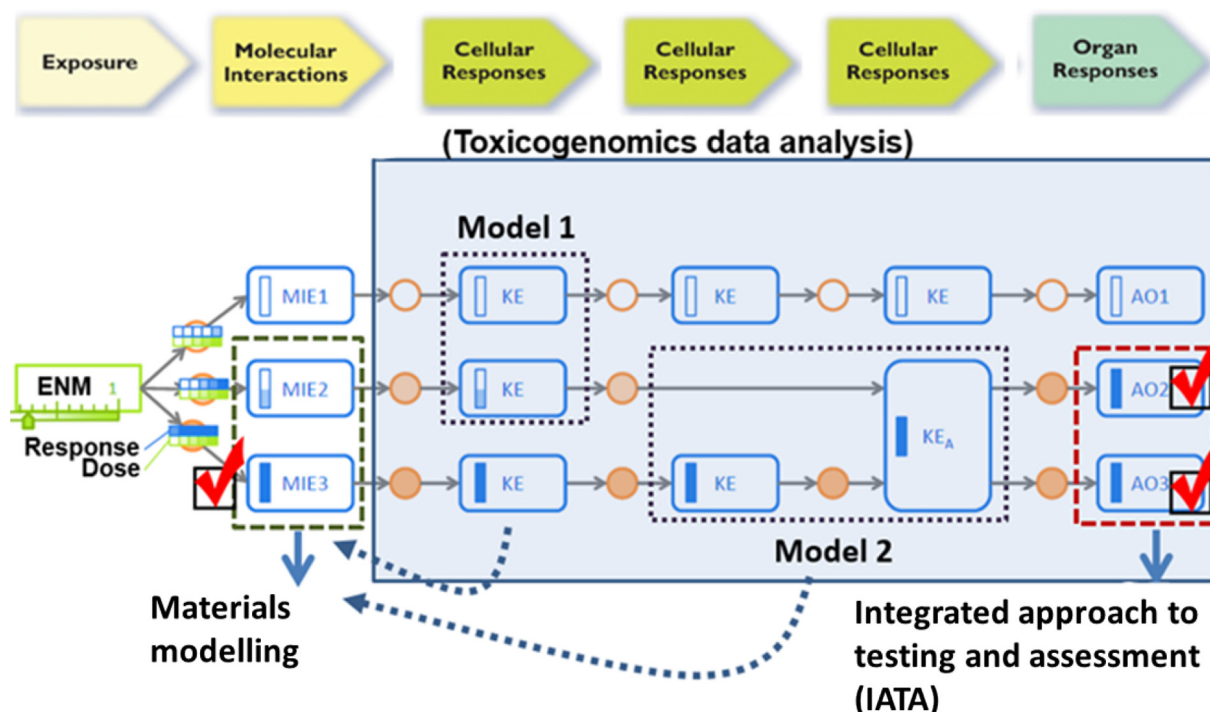 Exposure
Molecular
Interactions
Cellular
Responses
Cellular
Responses
Cellular
Responses
Organ
Responses
(Toxicogenomics data analysis)
Model 1
MIE1
KE
KE
KE
AO1
ENM 1
MIE2
KE
AO2
KEA
Response
Dose
MIE3
KE
KE
AO3
Model 2
Materials
modelling
Integrated approach to
testing and assessment
(IATA)